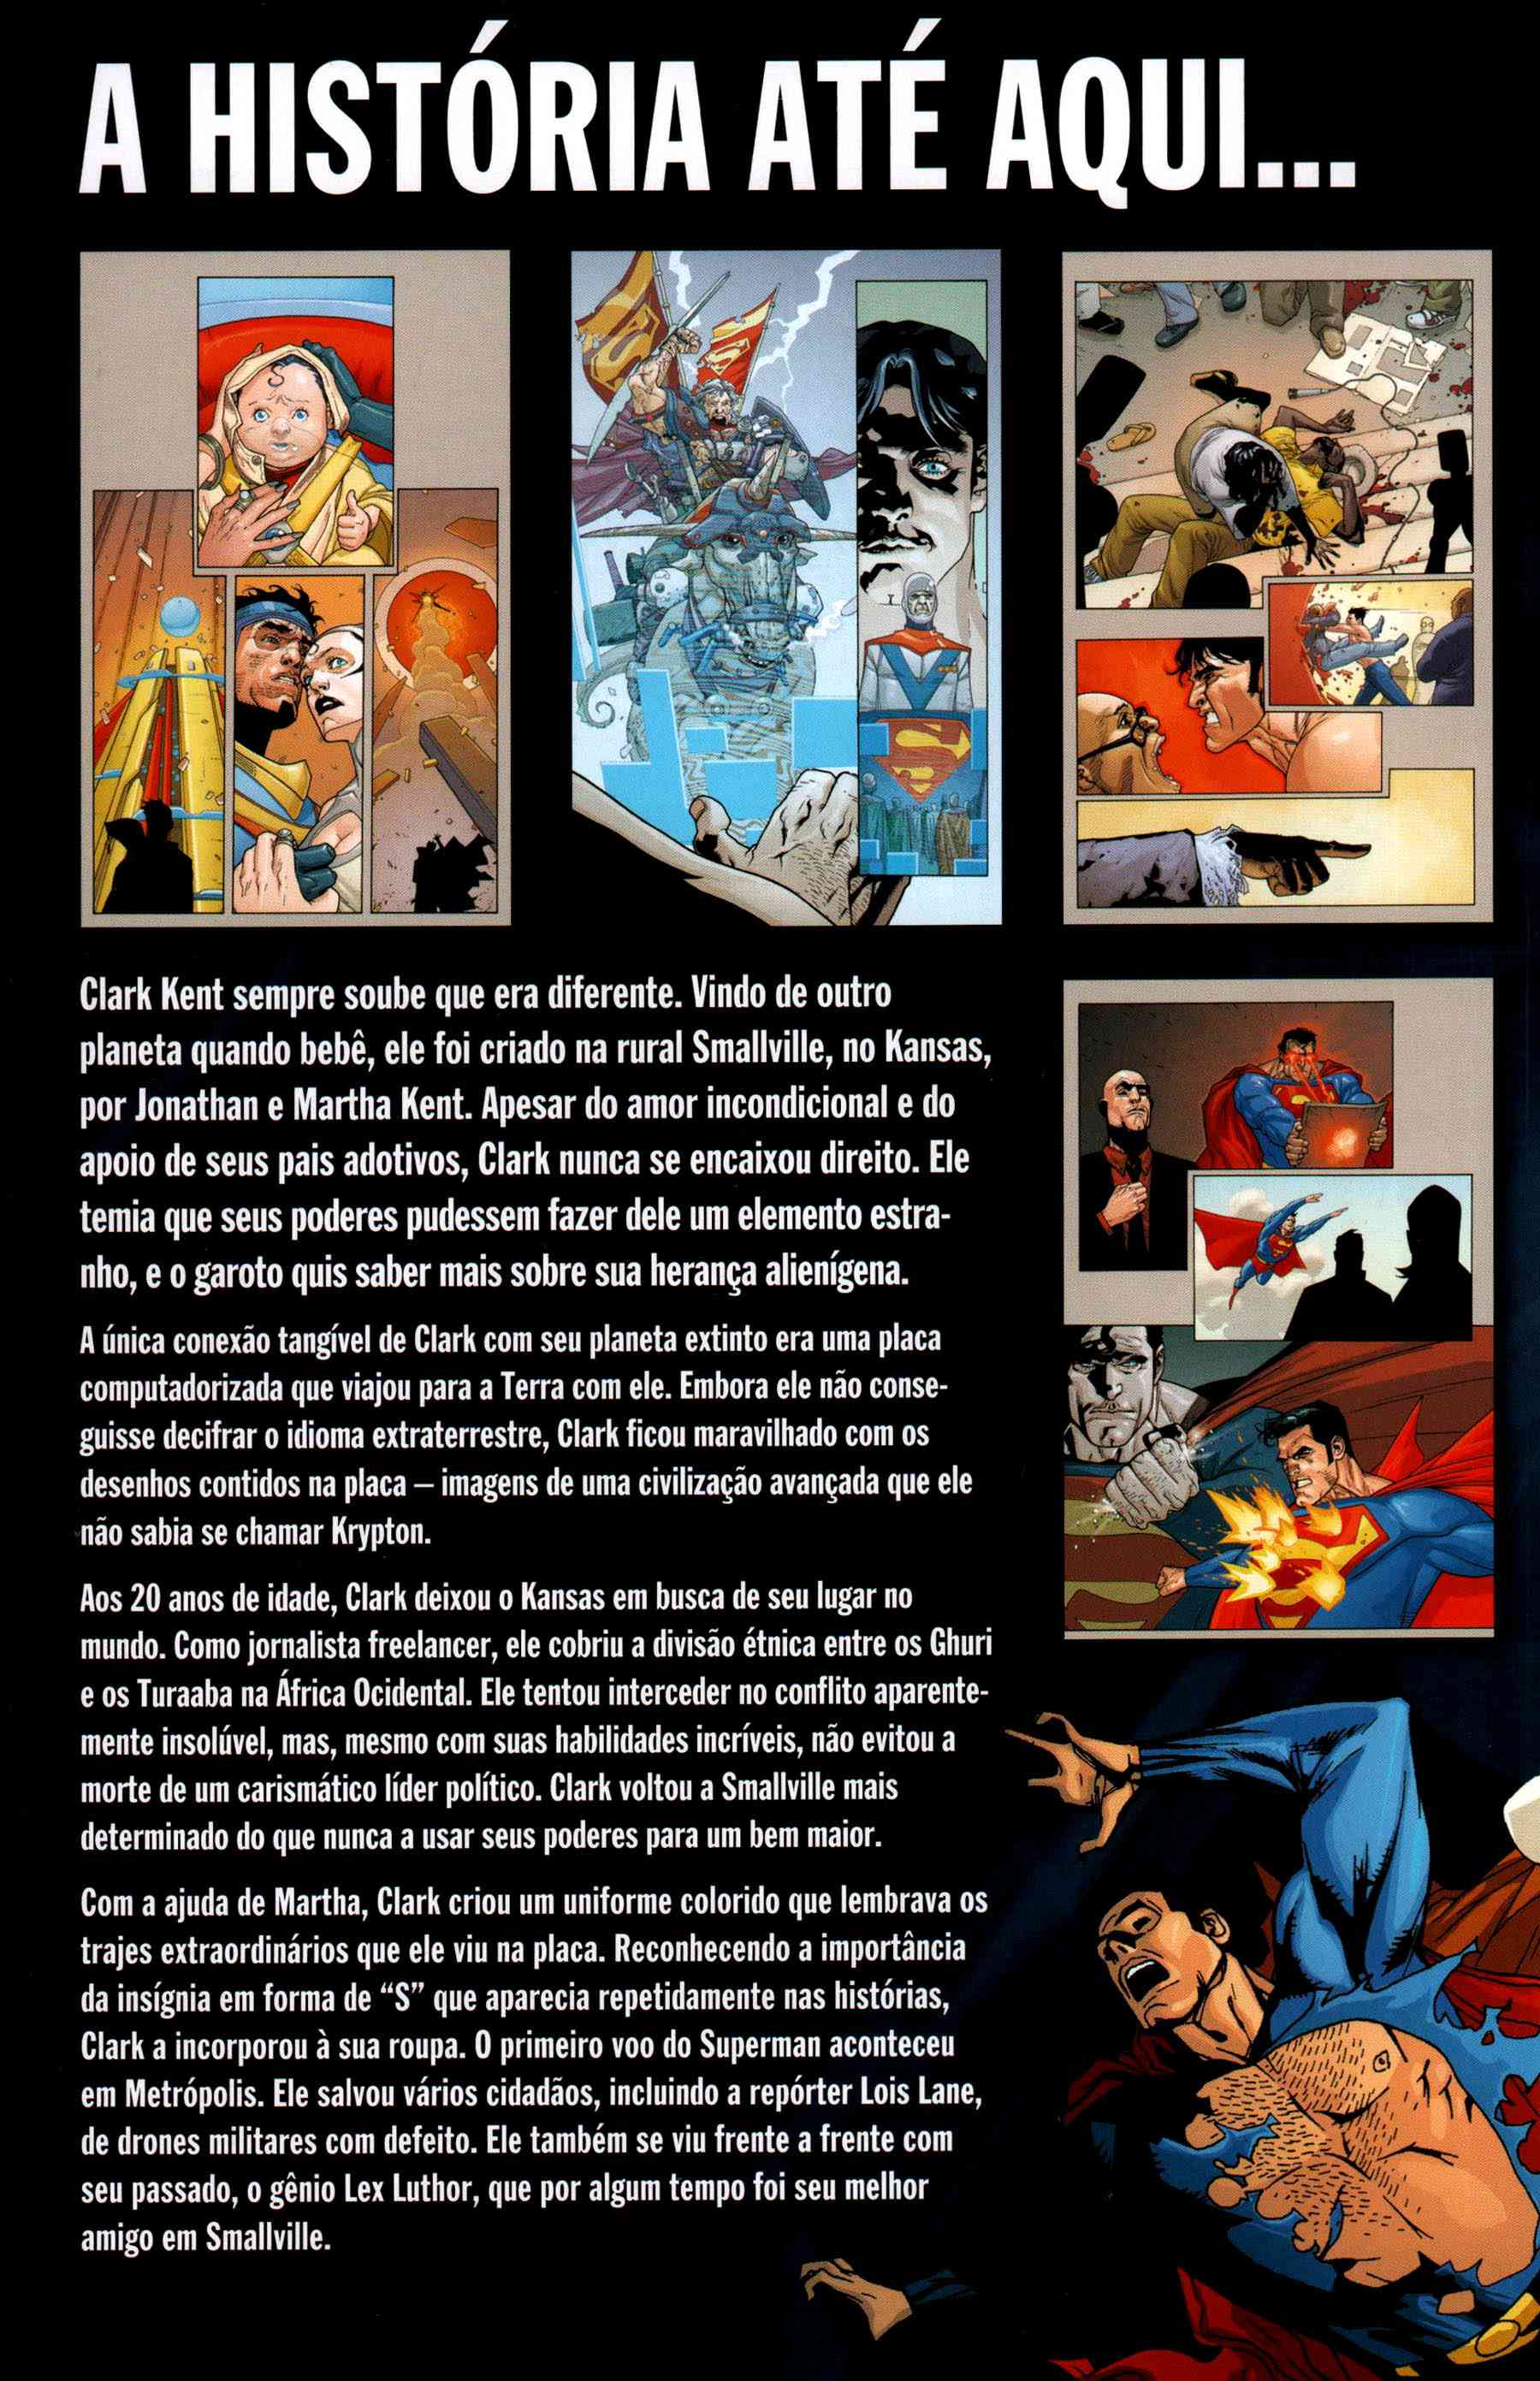 A HISTÓRIA ATÉ AQUI...
Clark Kent sempre soube que era diferente. Vindo de outro
planeta quando bebê, ele foi criado na rural Smallville, no Kansas,
por Jonathan e Martha Kent. Apesar do amor incondicional e do
apoio de seus pais adotivos, Clark nunca se encaixou direito. Ele
temia que seus poderes pudessem fazer dele um elemento estra-
nho, e o garoto quis saber mais sobre sua herança alienígena.
A única conexão tangível de Clark com seu planeta extinto era uma placa
computadorizada que viajou para a Terra com ele. Embora ele não conse-
guisse decifrar o idioma extraterrestre, Clark ficou maravilhado com os
desenhos contidos na placa – imagens de uma civilização avançada que ele
não sabia se chamar Krypton.
Aos 20 anos de idade, Clark deixou o Kansas em busca de seu lugar no
mundo. Como jornalista freelancer, ele cobriu a divisão étnica entre os Ghuri
e os Turaaba na África Ocidental. Ele tentou interceder no conflito aparente-
mente insolúvel, mas, mesmo com suas habilidades incríveis, não evitou a
morte de um carismático líder político. Clark voltou a Smallville mais
determinado do que nunca a usar seus poderes para um bem maior.
Com a ajuda de Martha, Clark criou um uniforme colorido que lembrava os
trajes extraordinários que ele viu na placa. Reconhecendo a importância
da insígnia em forma de “S” que aparecia repetidamente nas histórias,
Clark a incorporou à sua roupa. O primeiro voo do Superman aconteceu
em Metrópolis. Ele salvou vários cidadãos, incluindo a repórter Lois Lane,
de drones militares com defeito. Ele também se viu frente a frente com
seu passado, o gênio Lex Luthor, que por algum tempo foi seu melhor
amigo em Smallville.